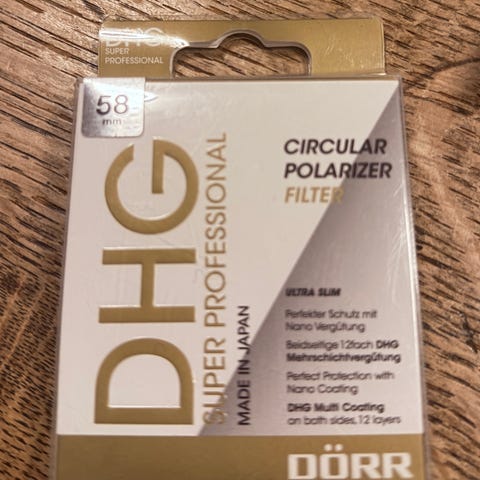 DHG
SUPER
PROFESSIONAL
58
mm
DHG
SUPER PROFESSIONAL
MADE IN JAPAN
CIRCULAR
POLARIZER
FILTER
ULTRA SLIM
Perfekter Schutz mit
Nano Vergütung
Beidseitige 12fach DHG
Mehrschichtvergütung
Perfect Protection with
Nano Coating
DHG Multi Coating
on both sides, 12 layers
DÖRR